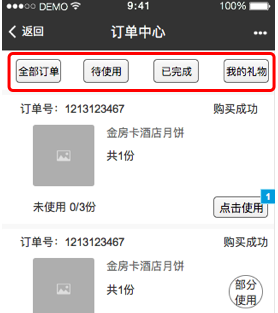 DEMO 9:41 100%
返回 订单中心
全部订单 待使用 已完成 我的礼物
订单号：1213123467 购买成功
金房卡酒店月饼
共1份
未使用 0/3份 点击使用 1
订单号：1213123467 购买成功
金房卡酒店月饼
共1份
部分
使用